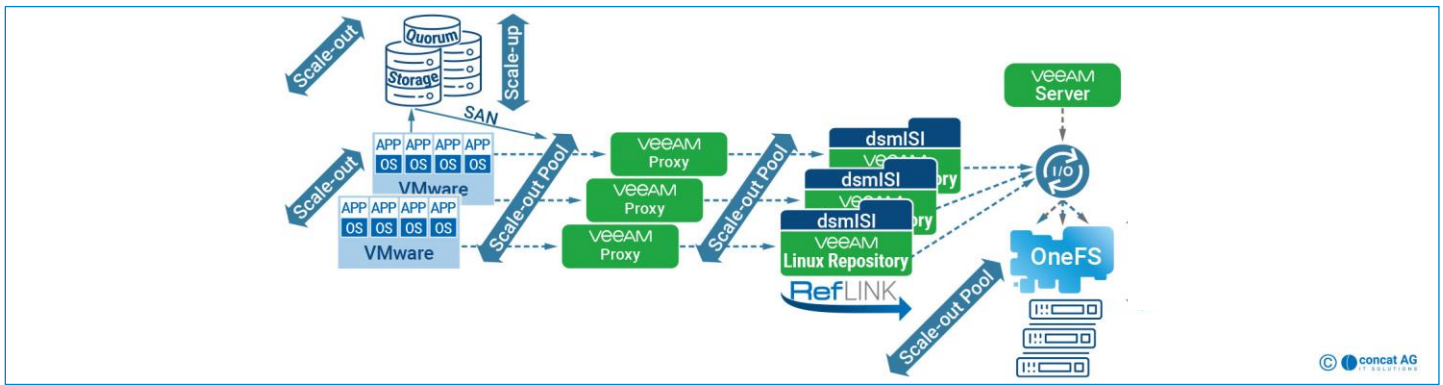 Scale-out
Quorum
Storage
Scale-up
SAN
Scale-out
APP APP APP APP
OS OS OS OS
VMware
APP APP APP APP
OS OS OS OS
VMware
Scale-out Pool
veeAM
Proxy
veeAM
Proxy
veeAM
Proxy
Scale-out Pool
dsmISI
dsmISI
dsmISI
veeAM
Linux Repository
RefLINK
veeAM
Server
I/O
OneFS
Scale-out Pool
© concat AG
IT SOLUTIONS